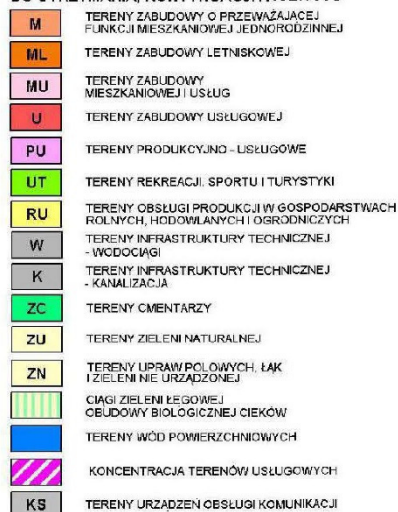 M TERENY ZABUDOWY O PRZEWAŻAJĄCEJ
FUNKCJI MIESZKANIOWEJ JEDNORODZINNEJ
ML TERENY ZABUDOWY LETNISKOWEJ
MU TERENY ZABUDOWY
MIESZKANIOWEJ I USŁUG
U TERENY ZABUDOWY USŁUGOWEJ
PU TERENY PRODUKCYJNO - USŁUGOWE
UT TERENY REKREACJI, SPORTU I TURYSTYKI
RU TERENY OBSŁUGI PRODUKCJI W GOSPODARSTWACH
ROLNYCH, HODOWLANYCH I OGRODNICZYCH
W TERENY INFRASTRUKTURY TECHNICZNEJ
- WODOCIĄGI
K TERENY INFRASTRUKTURY TECHNICZNEJ
- KANALIZACJA
ZC TERENY CMENTARZY
ZU TERENY ZIELENI NATURALNEJ
ZN TERENY UPRAW POLOWYCH, ŁĄK
I ZIELENI NIE URZĄDZONEJ
CIĄGI ZIELENI ŁĘGOWEJ
OBUDOWY BIOLOGICZNEJ CIEKÓW
TERENY WÓD POWIERZCHNIOWYCH
KONCENTRACJA TERENÓW USŁUGOWYCH
KS TERENY URZĄDZEŃ OBSŁUGI KOMUNIKACJI